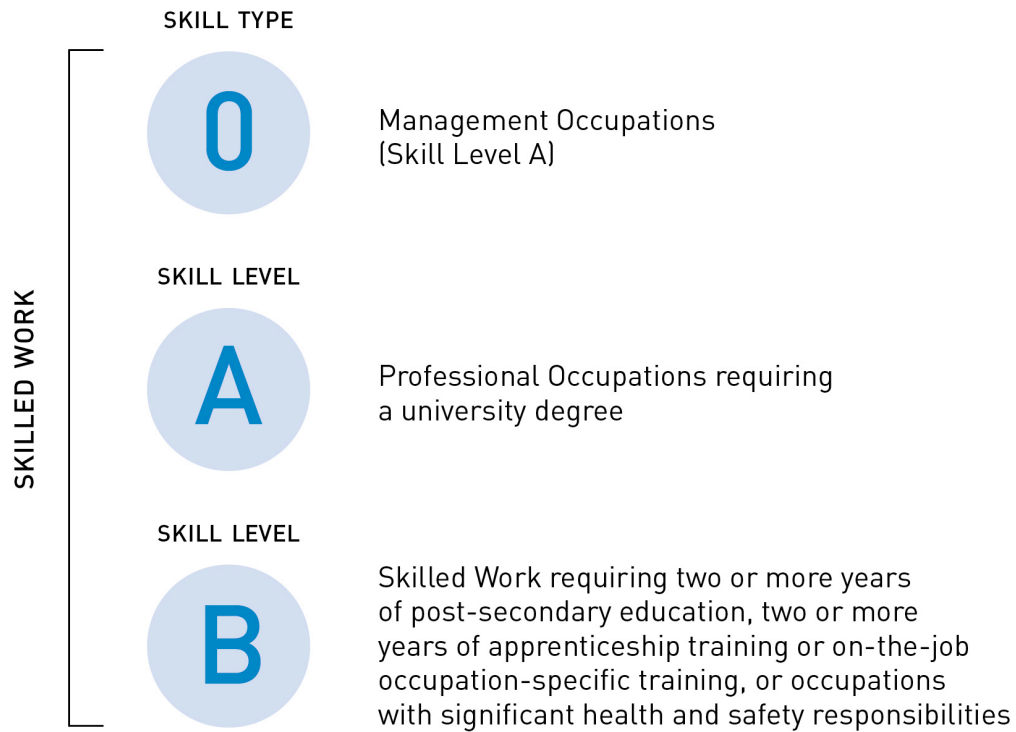 SKILLED WORK
SKILL TYPE
0
Management Occupations
(Skill Level A)
SKILL LEVEL
A
Professional Occupations requiring
a university degree
SKILL LEVEL
B
Skilled Work requiring two or more years
of post-secondary education, two or more
years of apprenticeship training or on-the-job
occupation-specific training, or occupations
with significant health and safety responsibilities